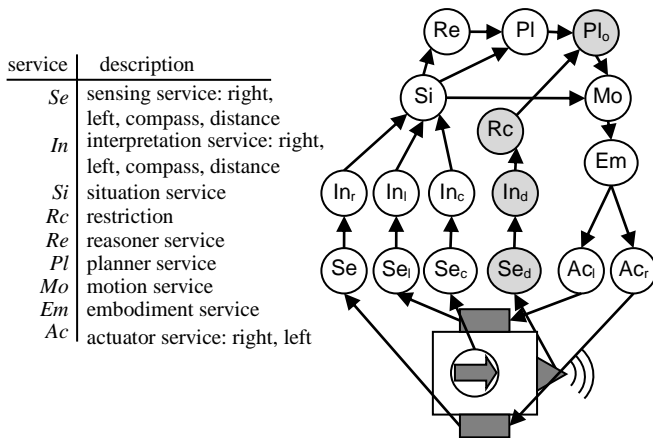 service description
Se sensing service: right,
left, compass, distance
In interpretation service: right,
left, compass, distance
Si situation service
Rc restriction
Re reasoner service
Pl planner service
Mo motion service
Em embodiment service
Ac actuator service: right, left
Re Pl Plo
Si Mo
Rc
Em
Inr Inl Inc Ind
Se Sel Sec Sed Acl Acr